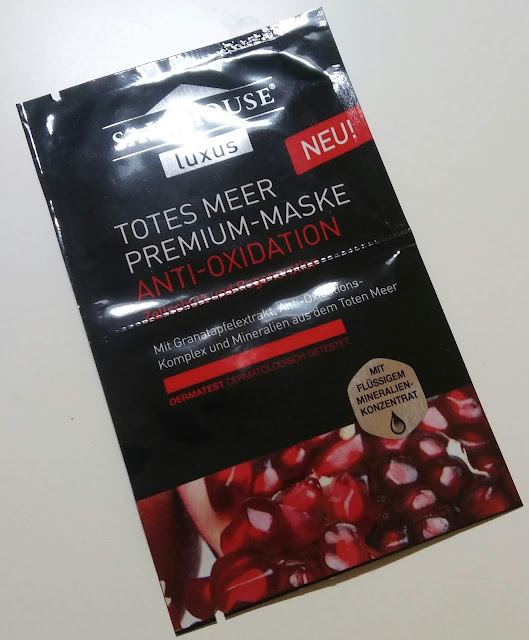 luxus
NEU!
TOTES MEER
PREMIUM-MASKE
ANTI-OXIDATION
Mit Granatapfelextrakt, Anti-Oxidations-
Komplex und Mineralien aus dem Toten Meer
DERMATEST DERMATOLOGISCH GETESTET
MIT
FLÜSSIGEM
MINERALIEN-
KONZENTRAT